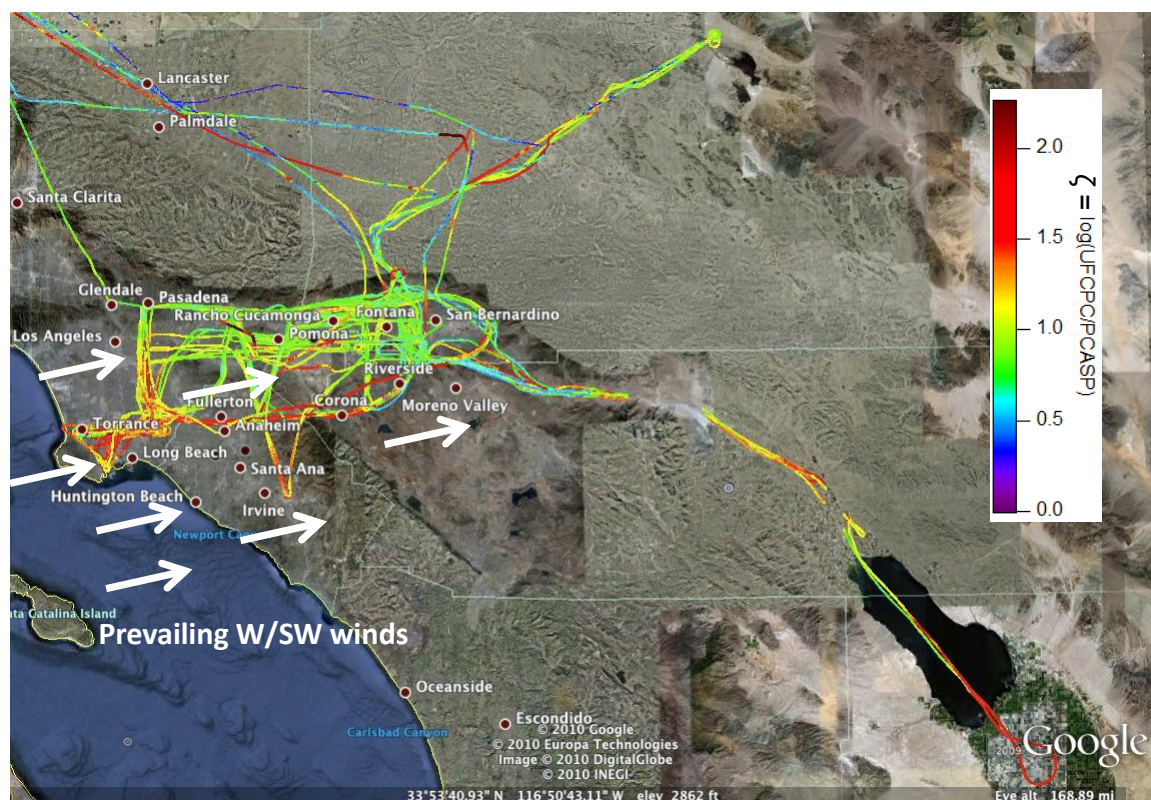 Lancaster
Palmdale
Santa Clarita
Glendale
Pasadena
Rancho Cucamonga
Fontana
San Bernardino
Los Angeles
Pomona
Riverside
Moreno Valley
Fullerton
Corona
Torrance
Anaheim
Long Beach
Santa Ana
Huntington Beach
Irvine
Newport
Catalina Island
Prevailing W/SW winds
Oceanside
Escondido
Carlsbad Canyon
© 2010 Google
© 2010 Europa Technologies
Image © 2010 DigitalGlobe
© 2010 INEGI
2009
Google
33°53'40.93" N 116°50'43.11" W elev 2862 ft
Eye alt 168.89 mi
2.0
1.5
1.0
0.5
0.0
ζ = log(UFCPC/PCASP)